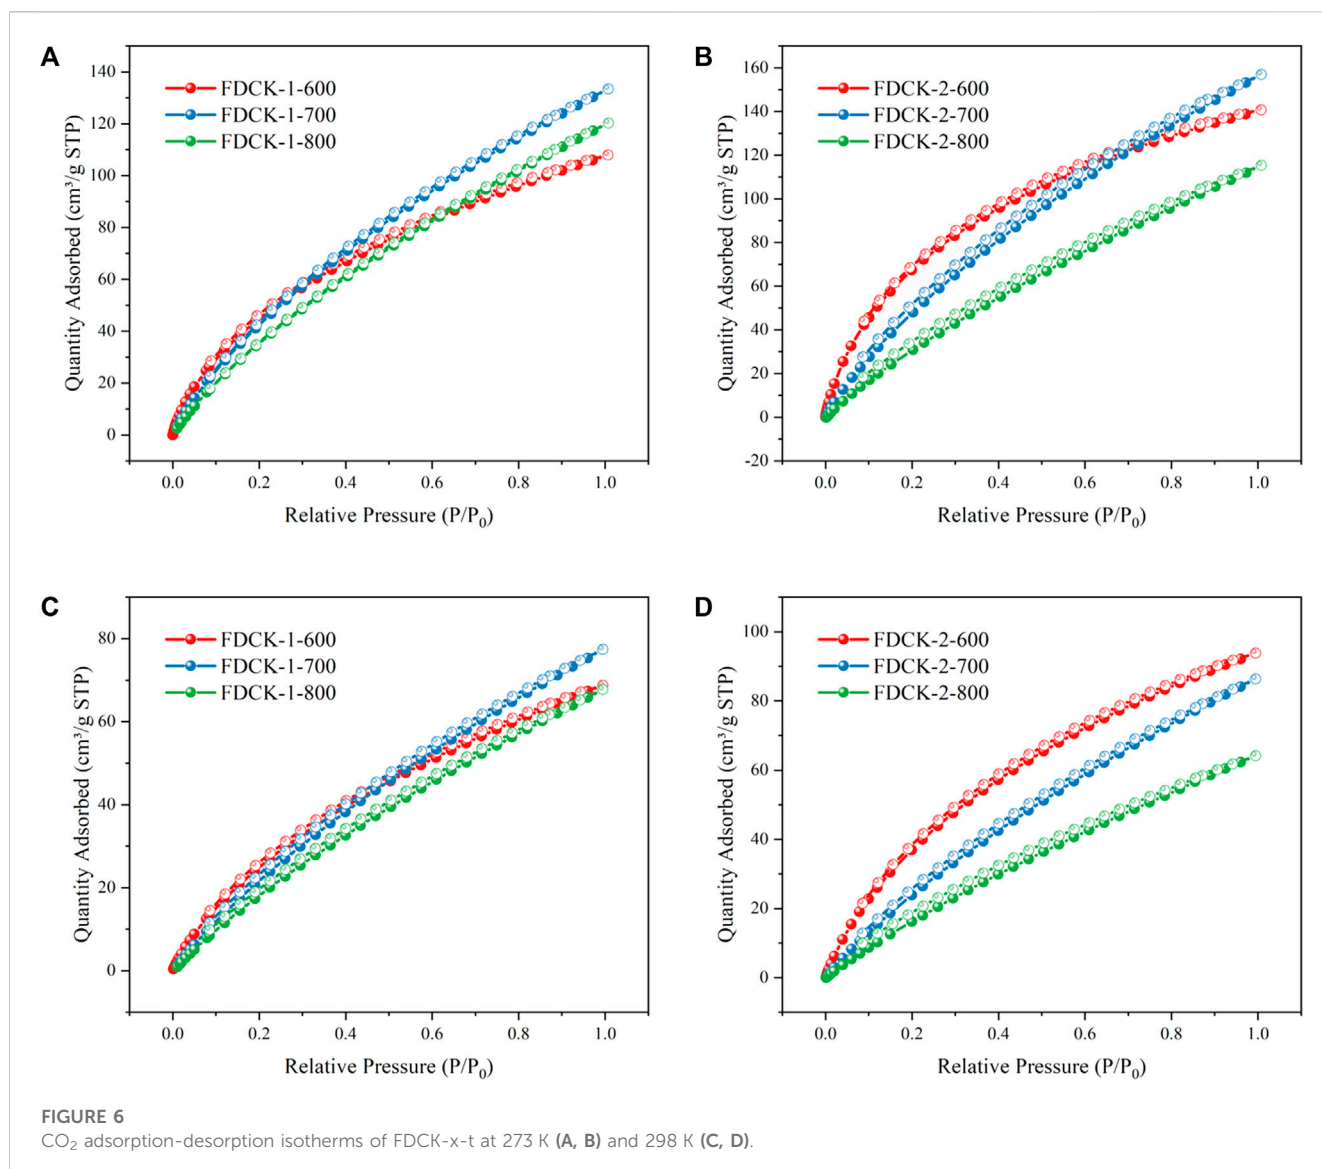 A
FDCK-1-600
FDCK-1-700
FDCK-1-800
Quantity Adsorbed (cm³/g STP)
140
120
100
80
60
40
20
0
0.0 0.2 0.4 0.6 0.8 1.0
Relative Pressure (P/P₀)
B
FDCK-2-600
FDCK-2-700
FDCK-2-800
Quantity Adsorbed (cm³/g STP)
160
140
120
100
80
60
40
20
0
-20
0.0 0.2 0.4 0.6 0.8 1.0
Relative Pressure (P/P₀)
C
FDCK-1-600
FDCK-1-700
FDCK-1-800
Quantity Adsorbed (cm³/g STP)
80
60
40
20
0
0.0 0.2 0.4 0.6 0.8 1.0
Relative Pressure (P/P₀)
D
FDCK-2-600
FDCK-2-700
FDCK-2-800
Quantity Adsorbed (cm³/g STP)
100
80
60
40
20
0
0.0 0.2 0.4 0.6 0.8 1.0
Relative Pressure (P/P₀)
FIGURE 6
CO₂ adsorption-desorption isotherms of FDCK-x-t at 273 K (A, B) and 298 K (C, D).